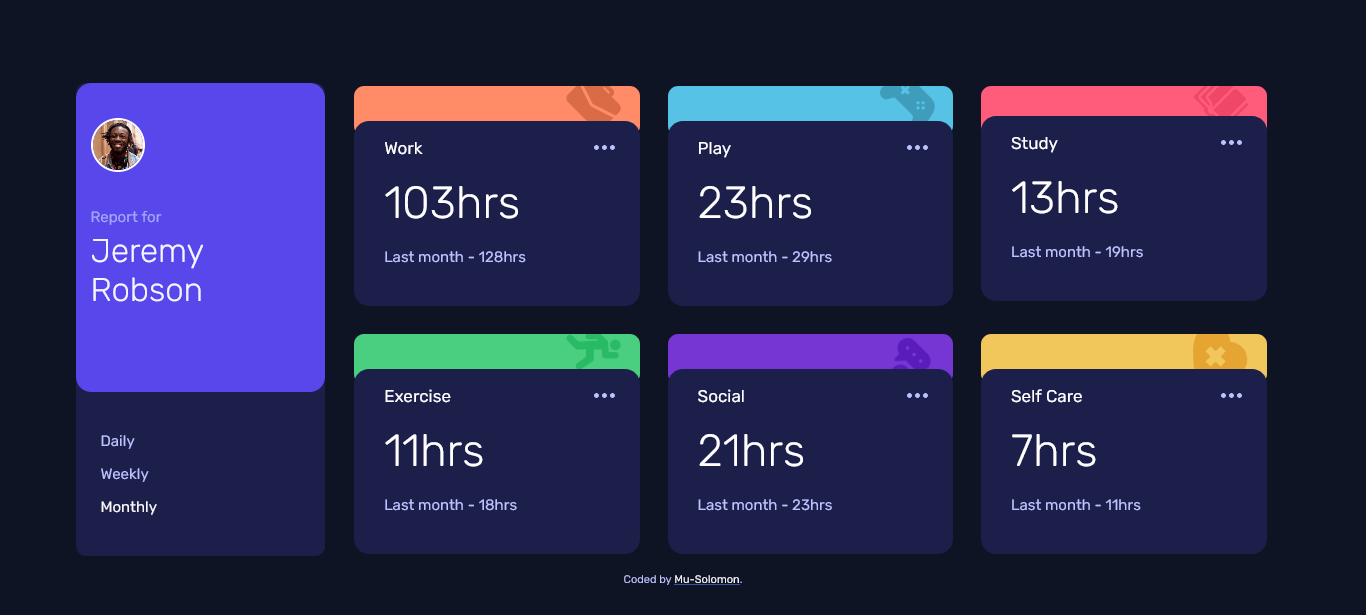 Report for
Jeremy
Robson
Daily
Weekly
Monthly
Work
103hrs
Last month - 128hrs
Play
23hrs
Last month - 29hrs
Study
13hrs
Last month - 19hrs
Exercise
11hrs
Last month - 18hrs
Social
21hrs
Last month - 23hrs
Self Care
7hrs
Last month - 11hrs
Coded by Mu-Solomon.